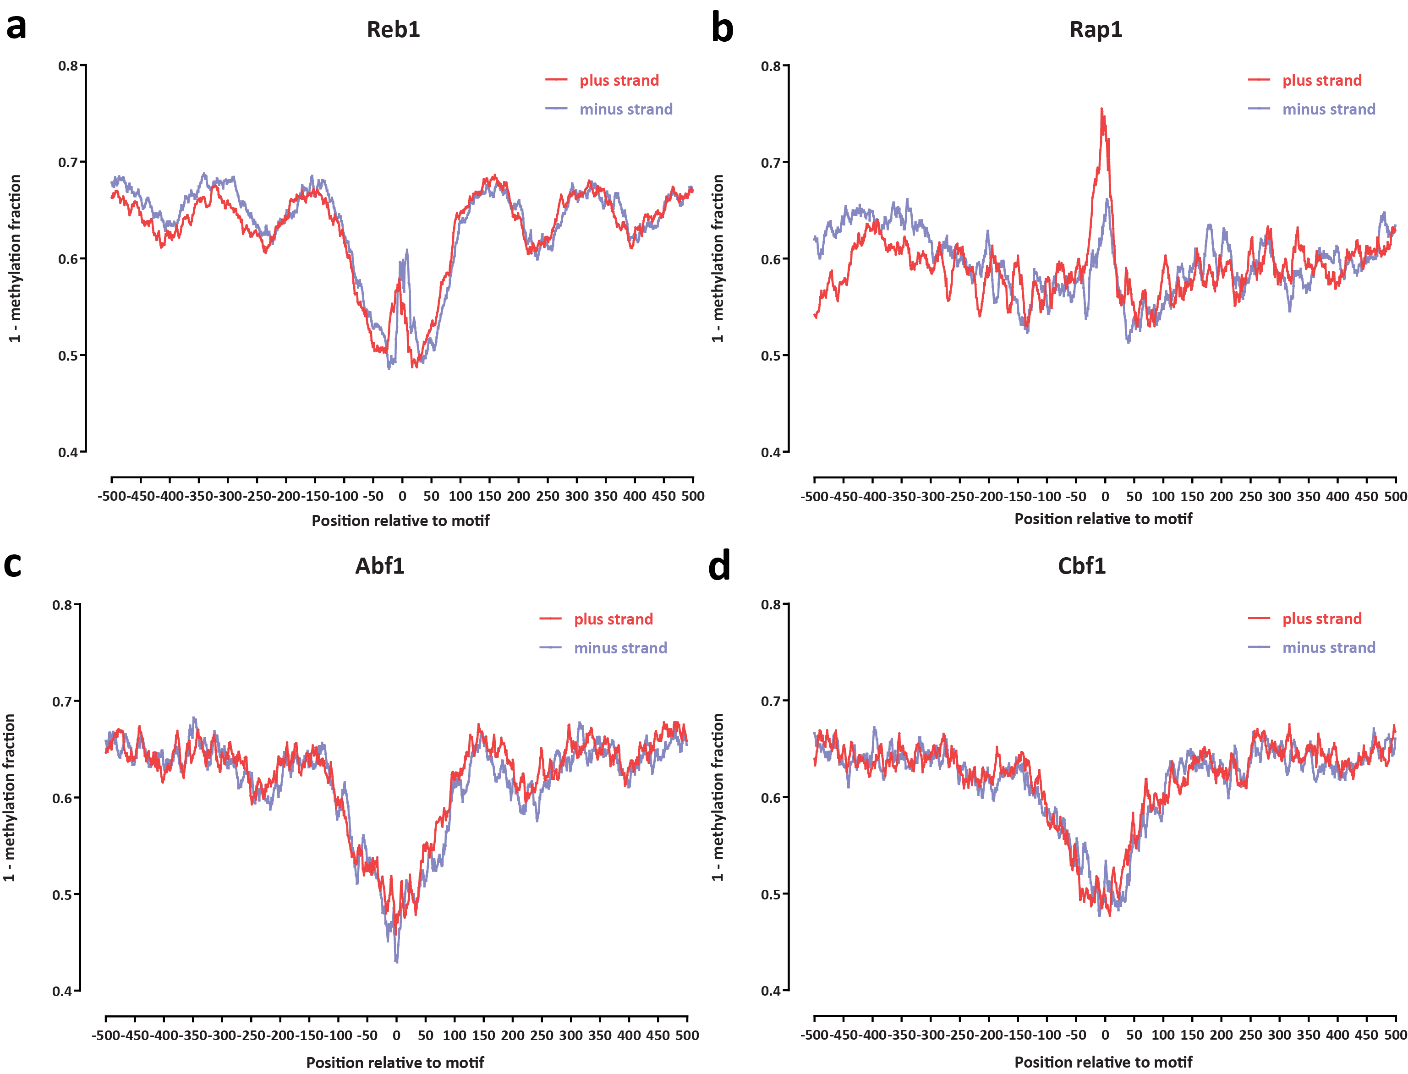 a
Reb1
0.8
0.7
0.6
0.5
0.4
1 - methylation fraction
plus strand
minus strand
-500-450-400-350-300-250-200-150-100 -50 0 50 100 150 200 250 300 350 400 450 500
Position relative to motif
b
Rap1
0.8
0.7
0.6
0.5
0.4
1 - methylation fraction
plus strand
minus strand
-500-450-400-350-300-250-200-150-100 -50 0 50 100 150 200 250 300 350 400 450 500
Position relative to motif
c
Abf1
0.8
0.7
0.6
0.5
0.4
1 - methylation fraction
plus strand
minus strand
-500-450-400-350-300-250-200-150-100 -50 0 50 100 150 200 250 300 350 400 450 500
Position relative to motif
d
Cbf1
0.8
0.7
0.6
0.5
0.4
1 - methylation fraction
plus strand
minus strand
-500-450-400-350-300-250-200-150-100 -50 0 50 100 150 200 250 300 350 400 450 500
Position relative to motif